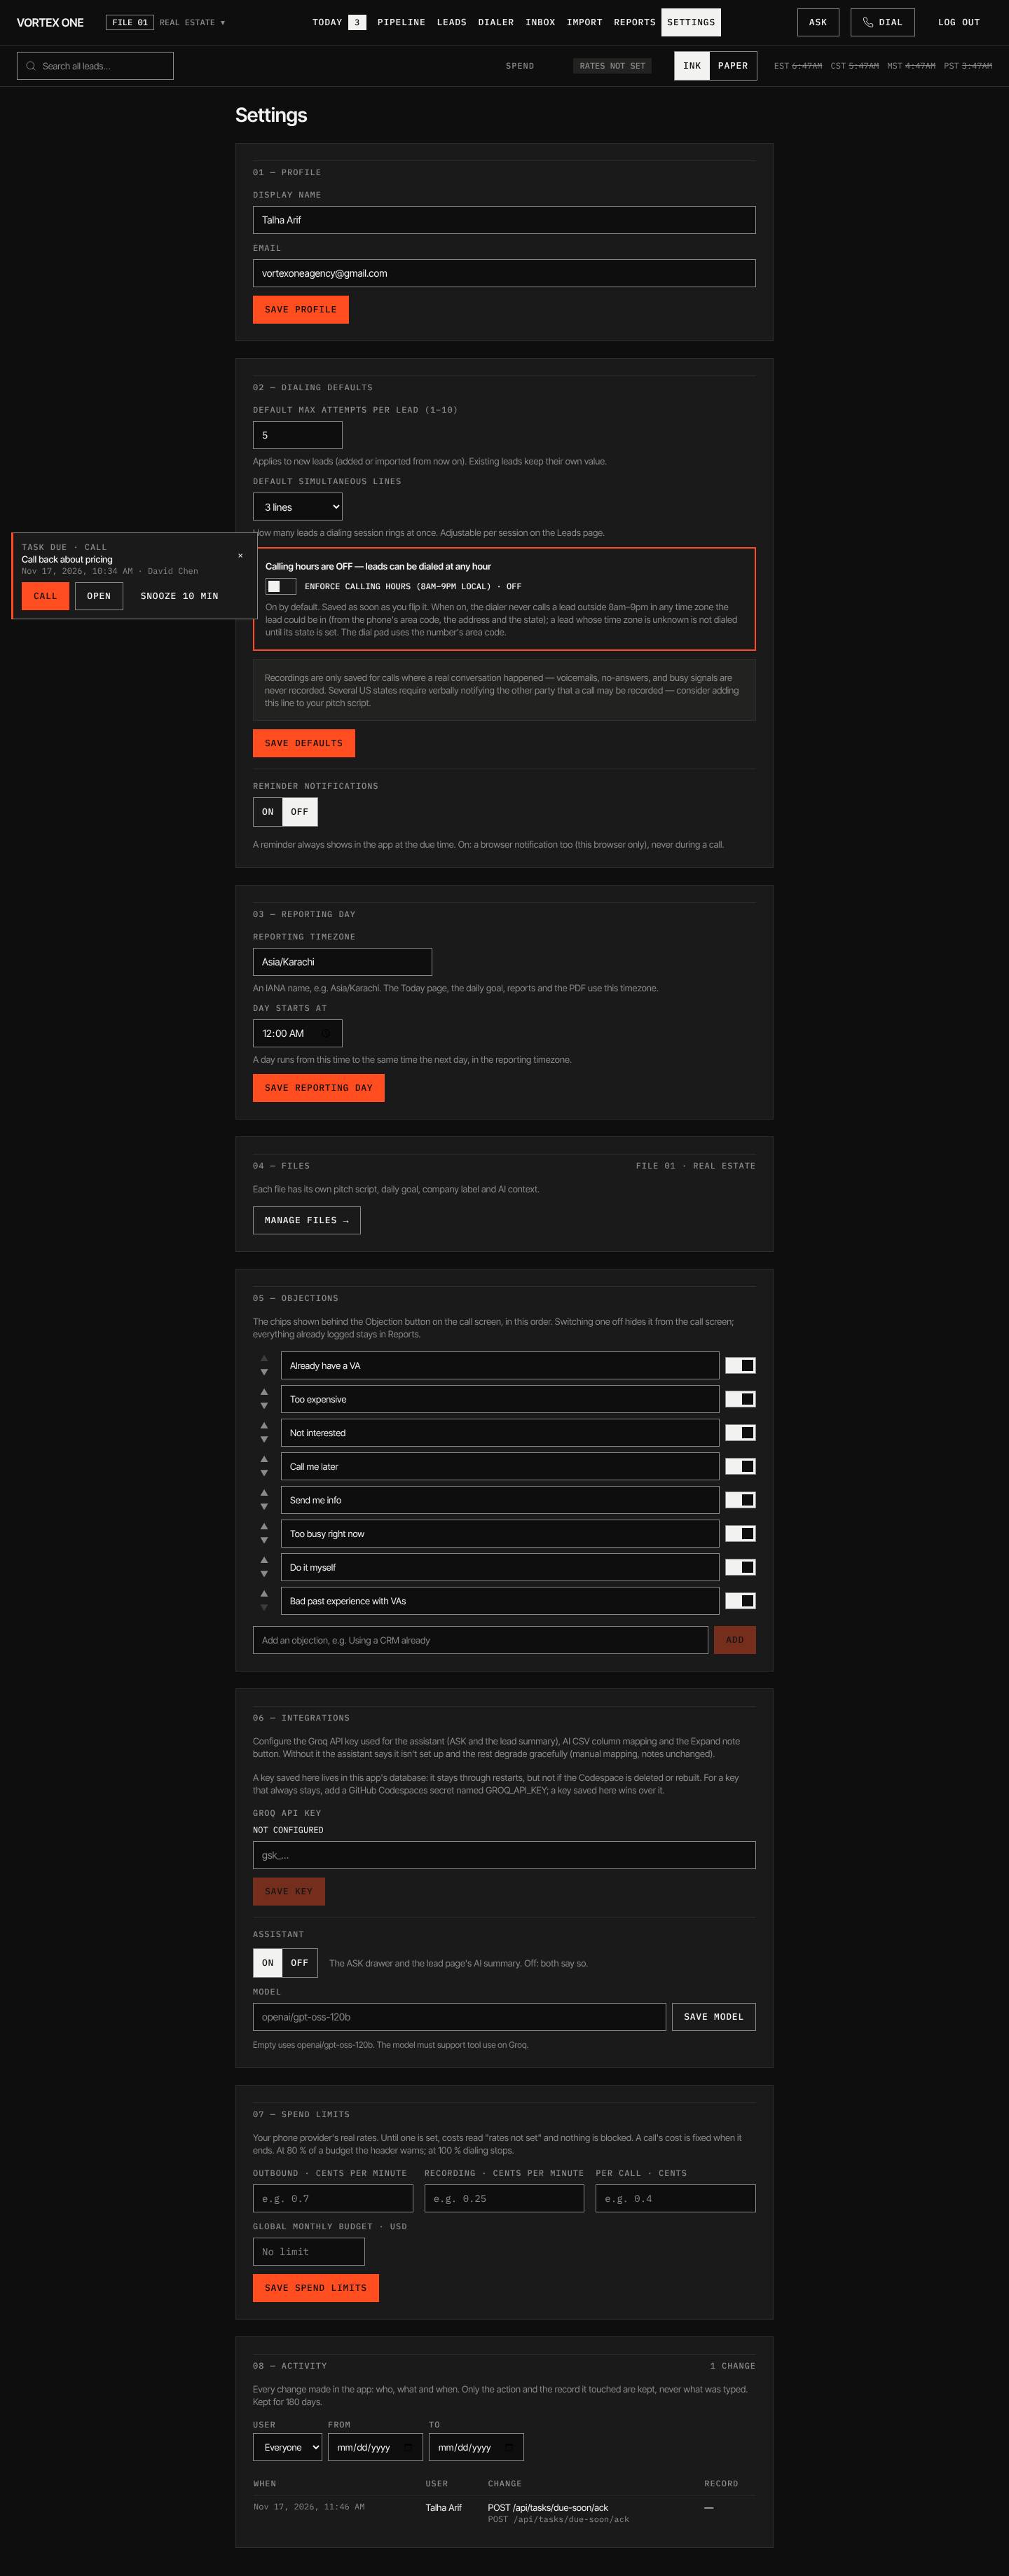 VORTEX ONE
FILE 01 REAL ESTATE ▾
TODAY 3 PIPELINE LEADS DIALER INBOX IMPORT REPORTS SETTINGS
ASK
DIAL
LOG OUT
Search all leads...
SPEND
RATES NOT SET
INK PAPER
EST 6:47AM CST 5:47AM MST 4:47AM PST 3:47AM
Settings
01 — PROFILE
DISPLAY NAME
Talha Arif
EMAIL
vortexoneagency@gmail.com
SAVE PROFILE
02 — DIALING DEFAULTS
DEFAULT MAX ATTEMPTS PER LEAD (1–10)
5
Applies to new leads (added or imported from now on). Existing leads keep their own value.
DEFAULT SIMULTANEOUS LINES
3 lines
How many leads a dialing session rings at once. Adjustable per session on the Leads page.
TASK DUE · CALL
×
Call back about pricing
Nov 17, 2026, 10:34 AM · David Chen
CALL OPEN SNOOZE 10 MIN
Calling hours are OFF — leads can be dialed at any hour
ENFORCE CALLING HOURS (8AM–9PM LOCAL) · OFF
On by default. Saved as soon as you flip it. When on, the dialer never calls a lead outside 8am–9pm in any time zone the
lead could be in (from the phone's area code, the address and the state); a lead whose time zone is unknown is not dialed
until its state is set. The dial pad uses the number's area code.
Recordings are only saved for calls where a real conversation happened — voicemails, no-answers, and busy signals are
never recorded. Several US states require verbally notifying the other party that a call may be recorded — consider adding
this line to your pitch script.
SAVE DEFAULTS
REMINDER NOTIFICATIONS
ON OFF
A reminder always shows in the app at the due time. On: a browser notification too (this browser only), never during a call.
03 — REPORTING DAY
REPORTING TIMEZONE
Asia/Karachi
An IANA name, e.g. Asia/Karachi. The Today page, the daily goal, reports and the PDF use this timezone.
DAY STARTS AT
12:00 AM
A day runs from this time to the same time the next day, in the reporting timezone.
SAVE REPORTING DAY
04 — FILES
FILE 01 · REAL ESTATE
Each file has its own pitch script, daily goal, company label and AI context.
MANAGE FILES →
05 — OBJECTIONS
The chips shown behind the Objection button on the call screen, in this order. Switching one off hides it from the call screen;
everything already logged stays in Reports.
Already have a VA
Too expensive
Not interested
Call me later
Send me info
Too busy right now
Do it myself
Bad past experience with VAs
Add an objection, e.g. Using a CRM already
ADD
06 — INTEGRATIONS
Configure the Groq API key used for the assistant (ASK and the lead summary), AI CSV column mapping and the Expand note
button. Without it the assistant says it isn't set up and the rest degrade gracefully (manual mapping, notes unchanged).
A key saved here lives in this app's database: it stays through restarts, but not if the Codespace is deleted or rebuilt. For a key
that always stays, add a GitHub Codespaces secret named GROQ_API_KEY; a key saved here wins over it.
GROQ API KEY
NOT CONFIGURED
gsk_...
SAVE KEY
ASSISTANT
ON OFF
The ASK drawer and the lead page's AI summary. Off: both say so.
MODEL
openai/gpt-oss-120b
SAVE MODEL
Empty uses openai/gpt-oss-120b. The model must support tool use on Groq.
07 — SPEND LIMITS
Your phone provider's real rates. Until one is set, costs read "rates not set" and nothing is blocked. A call's cost is fixed when it
ends. At 80 % of a budget the header warns; at 100 % dialing stops.
OUTBOUND · CENTS PER MINUTE RECORDING · CENTS PER MINUTE PER CALL · CENTS
e.g. 0.7 e.g. 0.25 e.g. 0.4
GLOBAL MONTHLY BUDGET · USD
No limit
SAVE SPEND LIMITS
08 — ACTIVITY
1 CHANGE
Every change made in the app: who, what and when. Only the action and the record it touched are kept, never what was typed.
Kept for 180 days.
USER FROM TO
Everyone mm/dd/yyyy mm/dd/yyyy
WHEN USER CHANGE RECORD
Nov 17, 2026, 11:46 AM Talha Arif POST /api/tasks/due-soon/ack —
POST /api/tasks/due-soon/ack